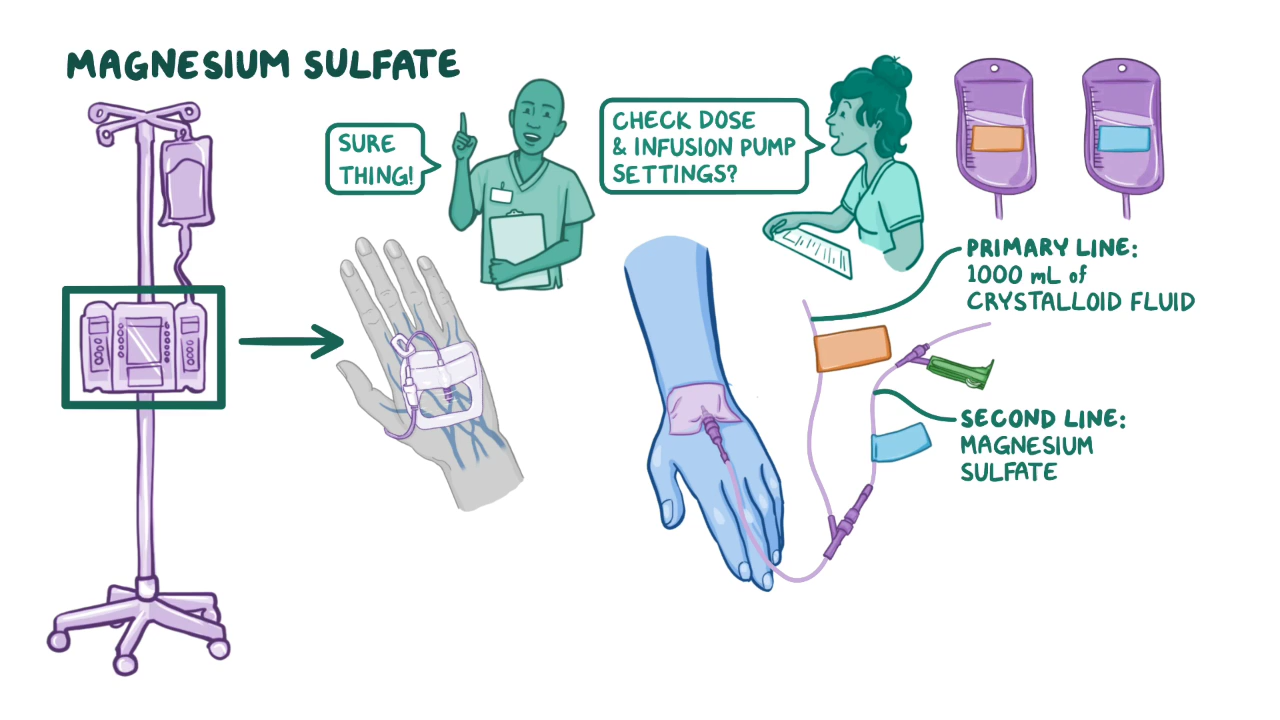 MAGNESIUM SULFATE
SURE
THING!
CHECK DOSE
& INFUSION PUMP
SETTINGS?
PRIMARY LINE:
1000 mL of
CRYSTALLOID FLUID
SECOND LINE:
MAGNESIUM
SULFATE